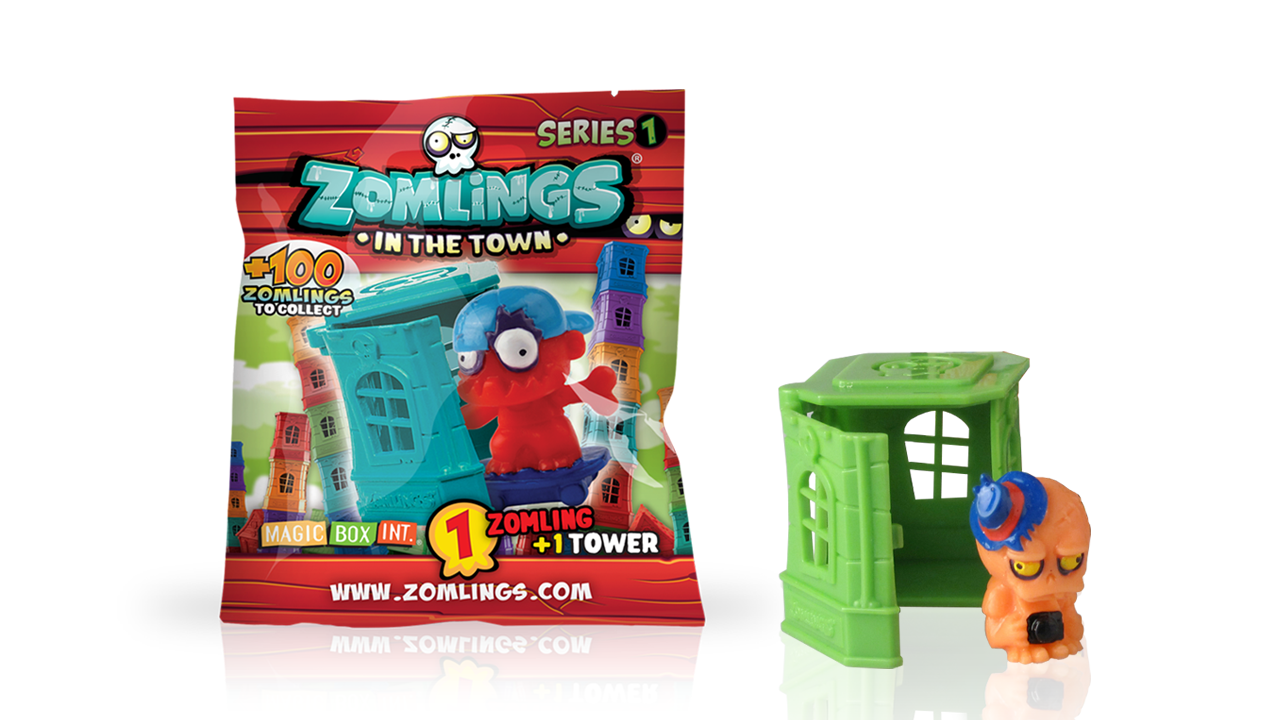 SERIES 1
ZOMLINGS®
• IN THE TOWN •
+100
ZOMLINGS
TO COLLECT
MAGIC BOX INT.
1 ZOMLING
+1 TOWER
WWW.ZOMLINGS.COM